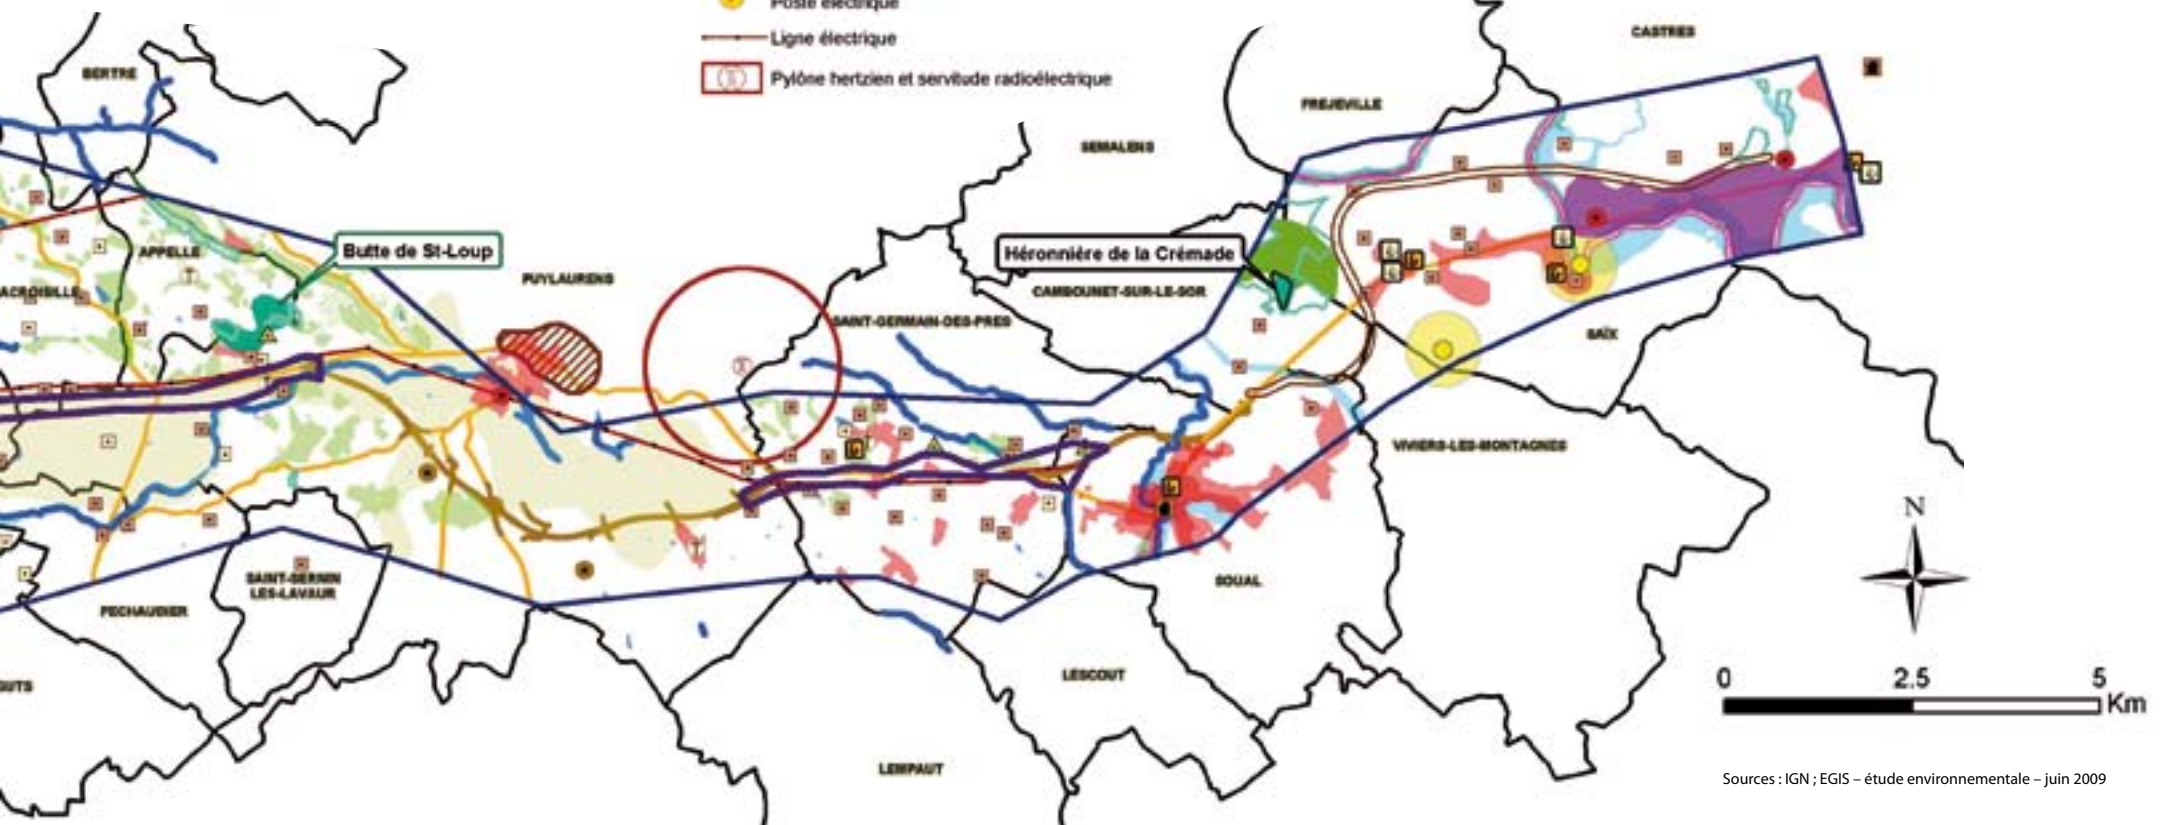 Poste électrique
Ligne électrique
Pylône hertzien et servitude radioélectrique
CASTRES
BERTRE
FREJEVILLE
SEMALENS
Butte de St-Loup
Héronnière de la Crémade
APPELLE
PUYLAURENS
ACROISILLE
CAMBOUNET-SUR-LE-SOR
SAINT-GERMAIN-DES-PRES
SAÏX
VIVIERS-LES-MONTAGNES
N
SAINT-SERNIN
LES-LAVAUR
SOUAL
PECHAUDIER
LESCOUT
GUTS
0 2.5 5
Km
LEMPAUT
Sources : IGN ; EGIS – étude environnementale – juin 2009